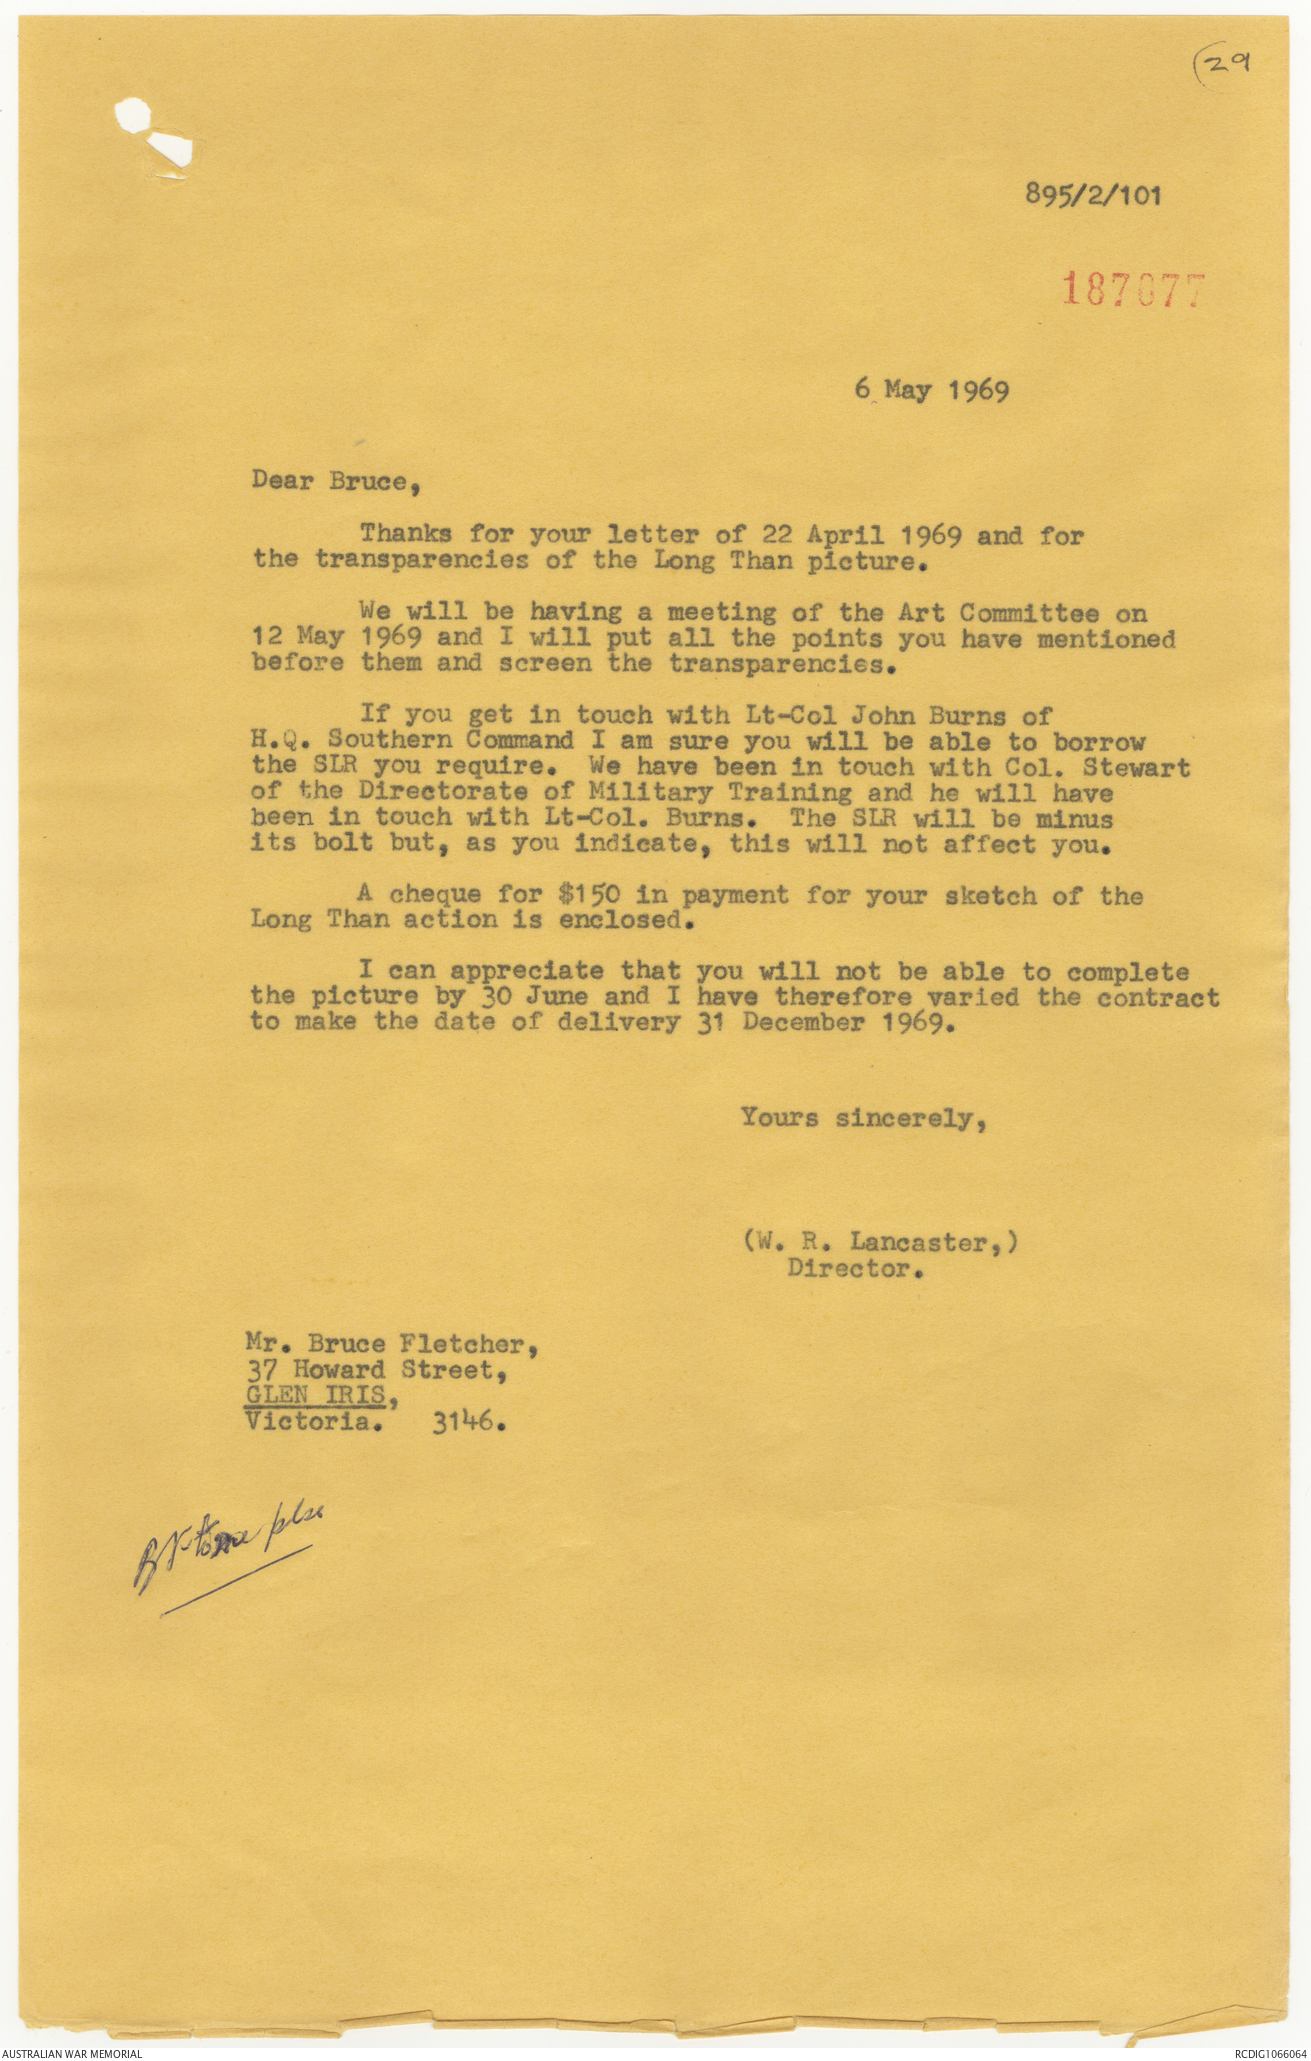 29
895/2/101
187077
6 May 1969
Dear Bruce,
Thanks for your letter of 22 April 1969 and for
the transparencies of the Long Than picture.
We will be having a meeting of the Art Committee on
12 May 1969 and I will put all the points you have mentioned
before them and screen the transparencies.
If you get in touch with Lt-Col John Burns of
H.Q. Southern Command I am sure you will be able to borrow
the SLR you require. We have been in touch with Col. Stewart
of the Directorate of Military Training and he will have
been in touch with Lt-Col. Burns. The SLR will be minus
its bolt but, as you indicate, this will not affect you.
A cheque for $150 in payment for your sketch of the
Long Than action is enclosed.
I can appreciate that you will not be able to complete
the picture by 30 June and I have therefore varied the contract
to make the date of delivery 31 December 1969.
Yours sincerely,
(W. R. Lancaster,)
Director.
Mr. Bruce Fletcher,
37 Howard Street,
GLEN IRIS,
Victoria. 3146.
AUSTRALIAN WAR MEMORIAL
RCDIG1066064